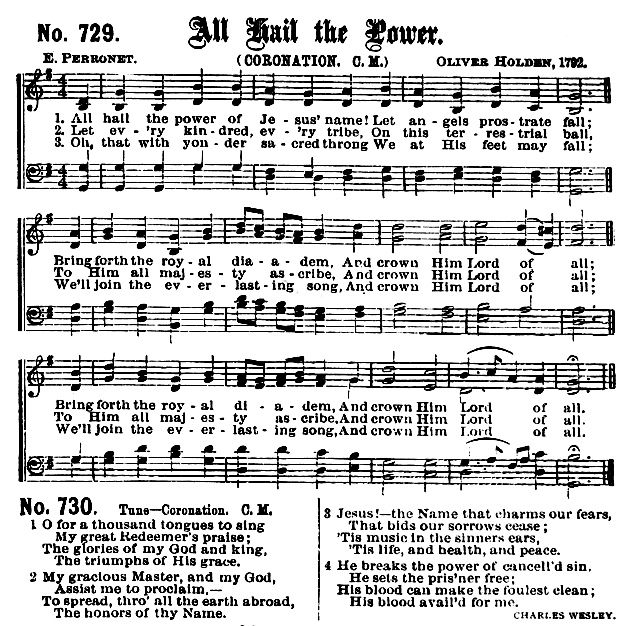 No. 729.
All Hail the Power.
E. PERRONET.
(CORONATION. C. M.)
OLIVER HOLDEN, 1792.
1. All hail the power of Je - sus' name! Let an - gels pros - trate fall;
2. Let ev - 'ry kin - dred, ev - 'ry tribe, On this ter - res - trial ball,
3. Oh, that with yon - der sa - cred throng We at His feet may fall;
Bring forth the roy - al dia - a - dem, And crown Him Lord of all;
To Him all maj - es - ty as - cribe, And crown Him Lord of all;
We'll join the ev - er - last - ing song, And crown Him Lord of all;
Bring forth the roy - al di - a - dem, And crown Him Lord of all.
To Him all maj - es - ty as - cribe, And crown Him Lord of all.
We'll join the ev - er - last - ing song, And crown Him Lord of all.
No. 730. Tune—Coronation. C. M.
1 O for a thousand tongues to sing
My great Redeemer's praise;
The glories of my God and king,
The triumphs of His grace.
2 My gracious Master, and my God,
Assist me to proclaim,—
To spread, thro' all the earth abroad,
The honors of thy Name.
3 Jesus!—the Name that charms our fears,
That bids our sorrows cease;
'Tis music in the sinners ears,
'Tis life, and health, and peace.
4 He breaks the power of cancell'd sin,
He sets the pris'ner free;
His blood can make the foulest clean;
His blood avail'd for me.
CHARLES WESLEY.